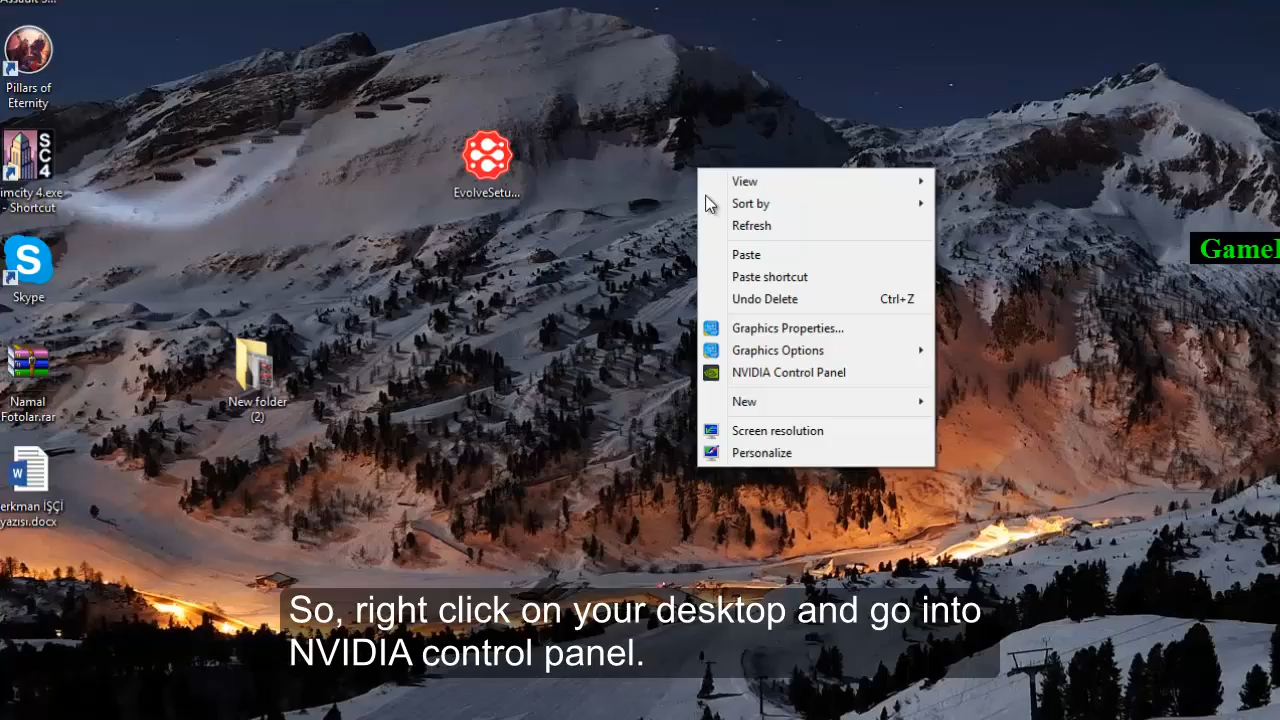 Pillars of
Eternity
SC4
imcity 4.exe
- Shortcut
S
Skype
Namal
Fotolar.rar
W
erkman İŞÇİ
yazısı.docx
EvolveSetu...
New folder
(2)
View
Sort by
Refresh
Paste
Paste shortcut
Undo Delete Ctrl+Z
Graphics Properties...
Graphics Options
NVIDIA Control Panel
New
Screen resolution
Personalize
Game
So, right click on your desktop and go into
NVIDIA control panel.